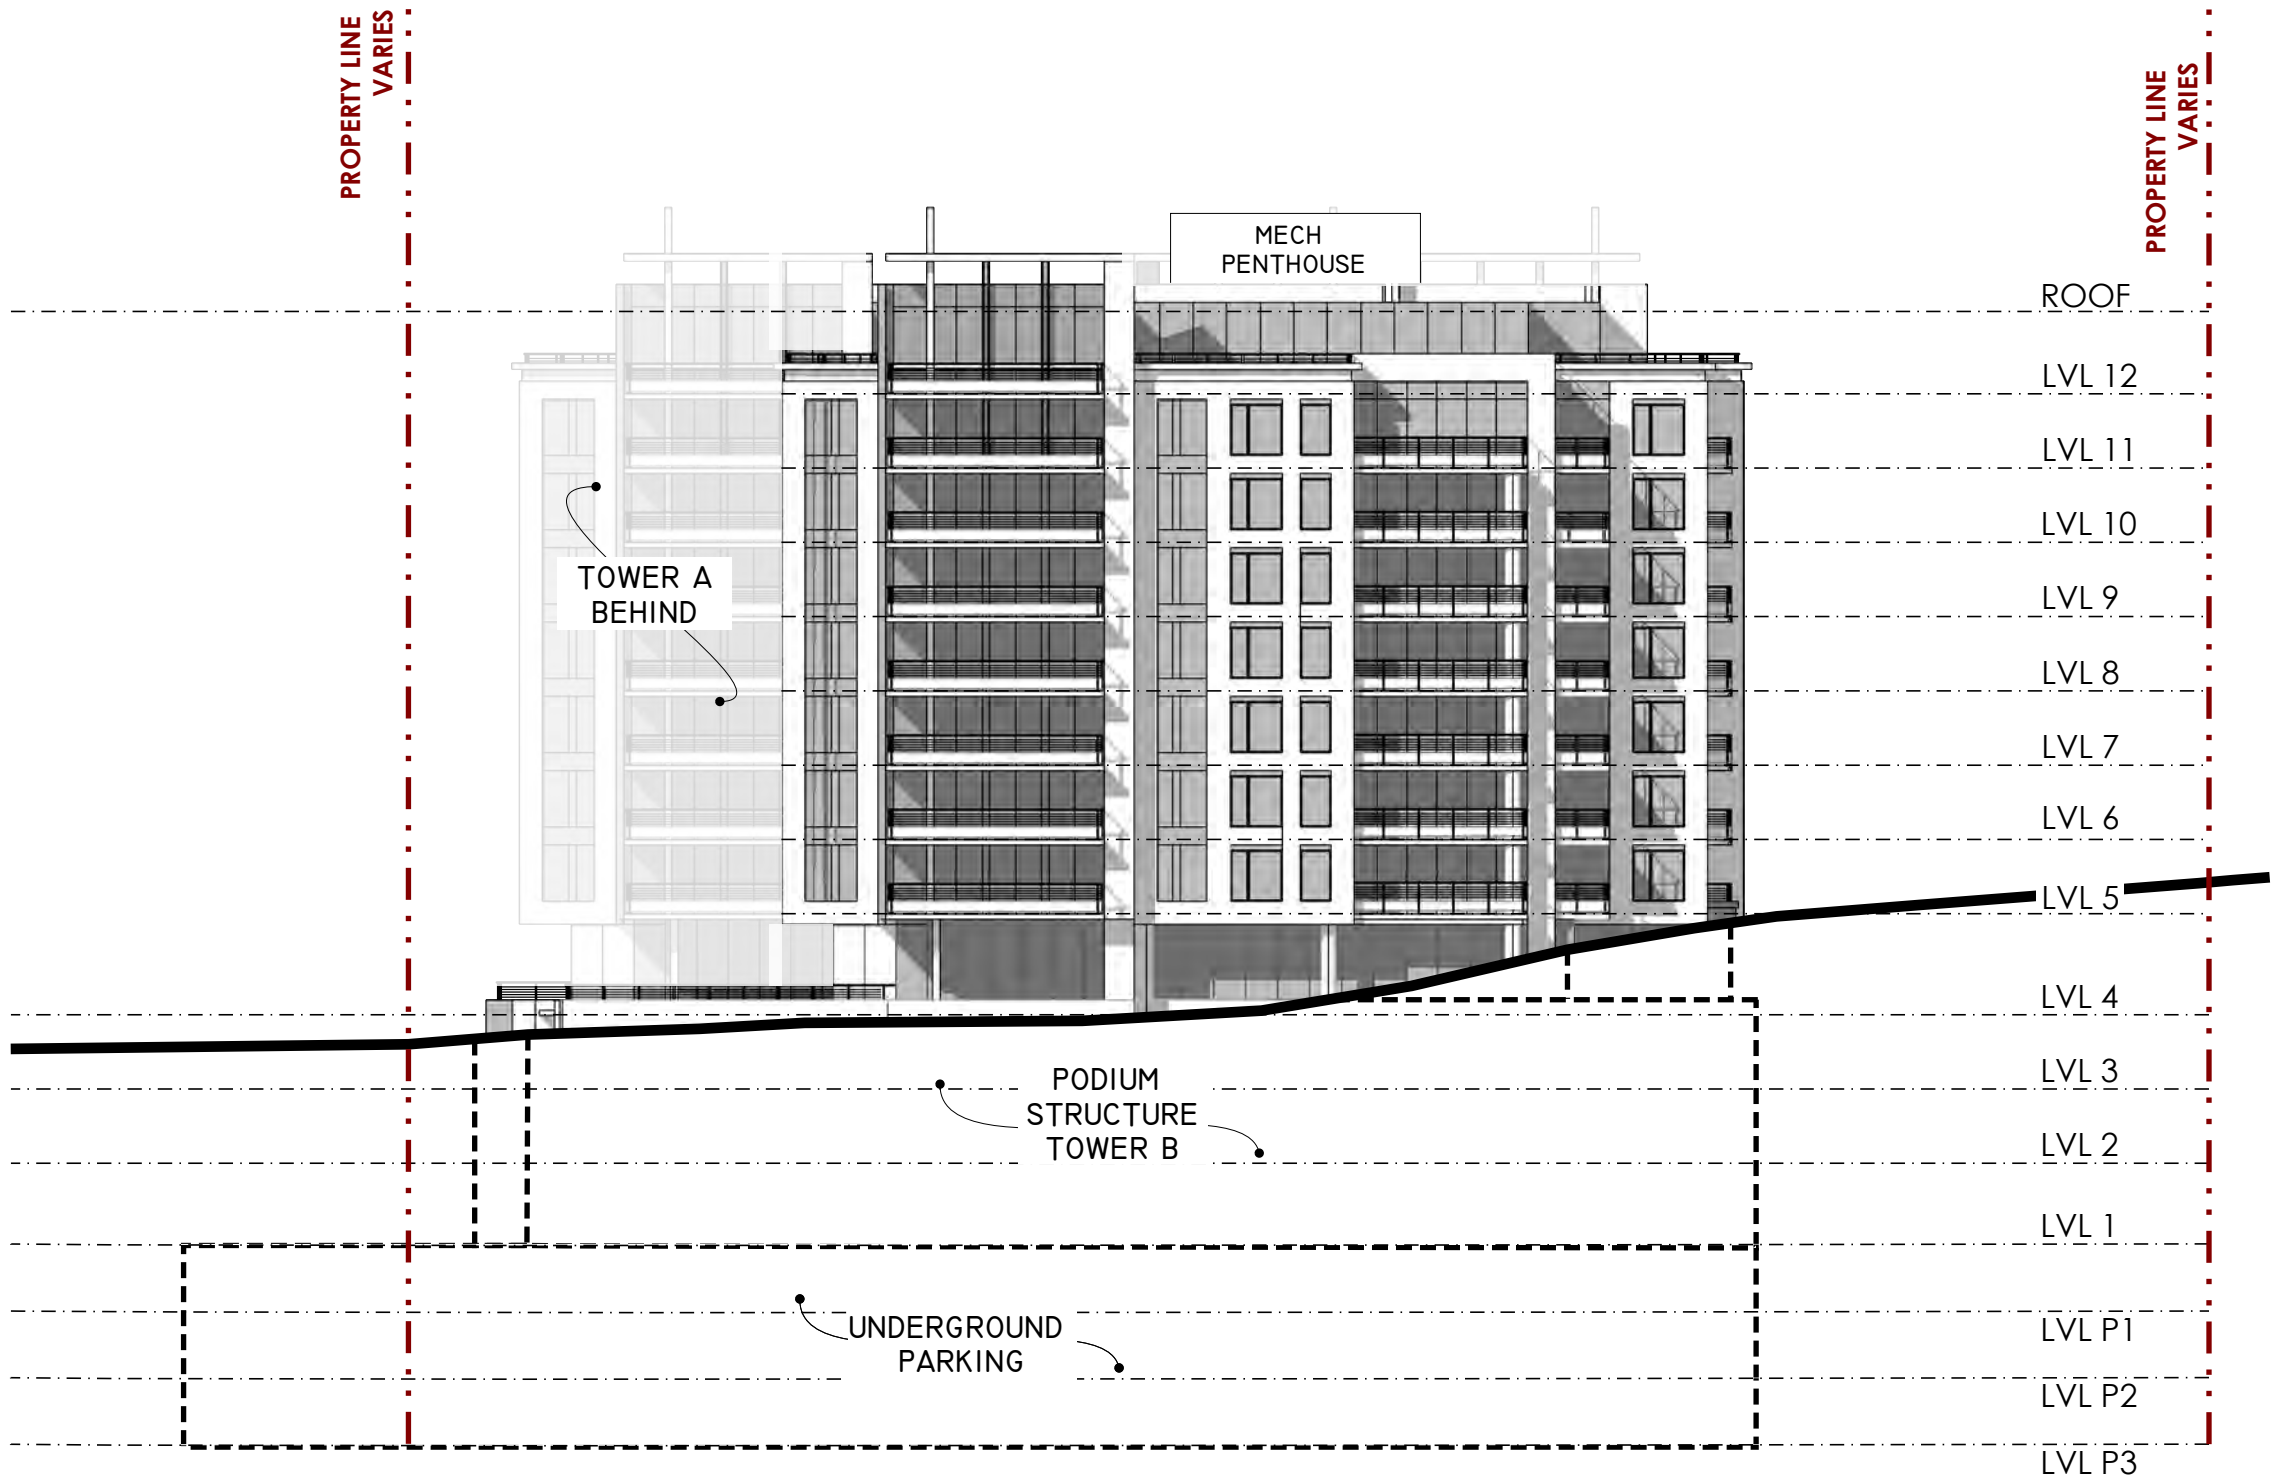 PROPERTY LINE
VARIES
PROPERTY LINE
VARIES
MECH
PENTHOUSE
ROOF
LVL 12
LVL 11
LVL 10
TOWER A
BEHIND
LVL 9
LVL 8
LVL 7
LVL 6
LVL 5
LVL 4
PODIUM
STRUCTURE
TOWER B
LVL 3
LVL 2
LVL 1
UNDERGROUND
PARKING
LVL P1
LVL P2
LVL P3